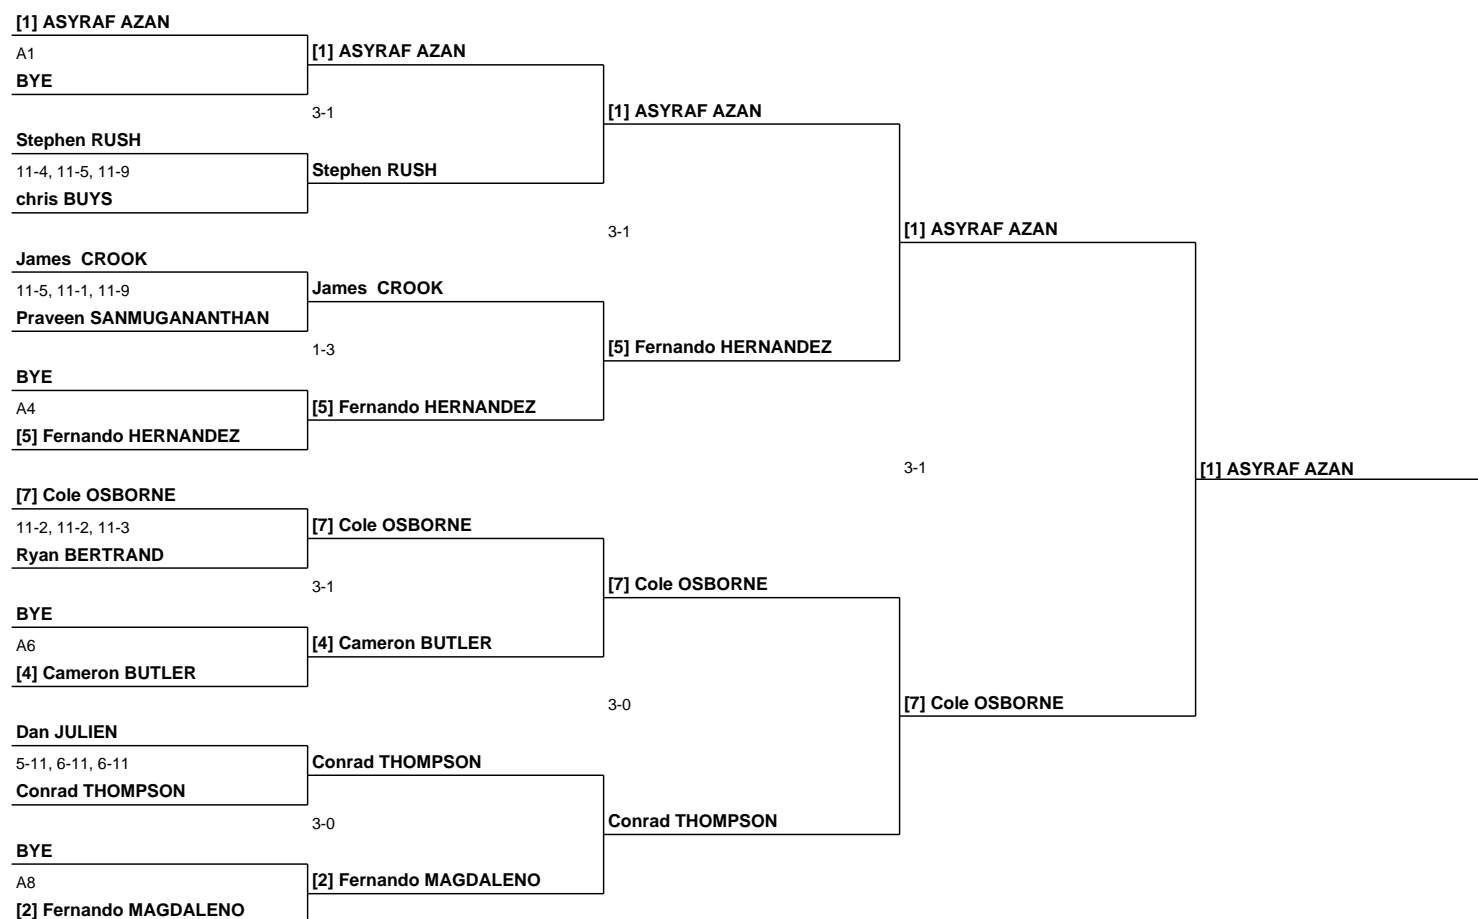 [1] ASYRAF AZAN
A1
BYE
Stephen RUSH
11-4, 11-5, 11-9
chris BUYS
James  CROOK
11-5, 11-1, 11-9
Praveen SANMUGANANTHAN
BYE
A4
[5] Fernando HERNANDEZ
[7] Cole OSBORNE
11-2, 11-2, 11-3
Ryan BERTRAND
BYE
A6
[4] Cameron BUTLER
Dan JULIEN
5-11, 6-11, 6-11
Conrad THOMPSON
BYE
A8
[2] Fernando MAGDALENO
[1] ASYRAF AZAN
3-1
Stephen RUSH
James  CROOK
1-3
[5] Fernando HERNANDEZ
[7] Cole OSBORNE
3-1
[4] Cameron BUTLER
Conrad THOMPSON
3-0
[2] Fernando MAGDALENO
[1] ASYRAF AZAN
3-1
[5] Fernando HERNANDEZ
[7] Cole OSBORNE
3-0
Conrad THOMPSON
[1] ASYRAF AZAN
3-1
[7] Cole OSBORNE
[1] ASYRAF AZAN